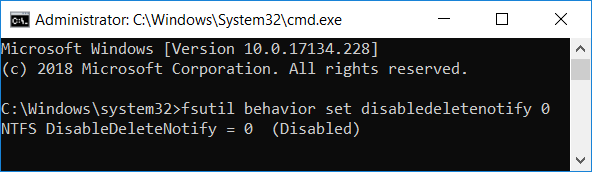 Administrator: C:\Windows\System32\cmd.exe
Microsoft Windows [Version 10.0.17134.228]
(c) 2018 Microsoft Corporation. All rights reserved.
C:\Windows\system32>fsutil behavior set disabledeletenotify 0
NTFS DisableDeleteNotify = 0  (Disabled)